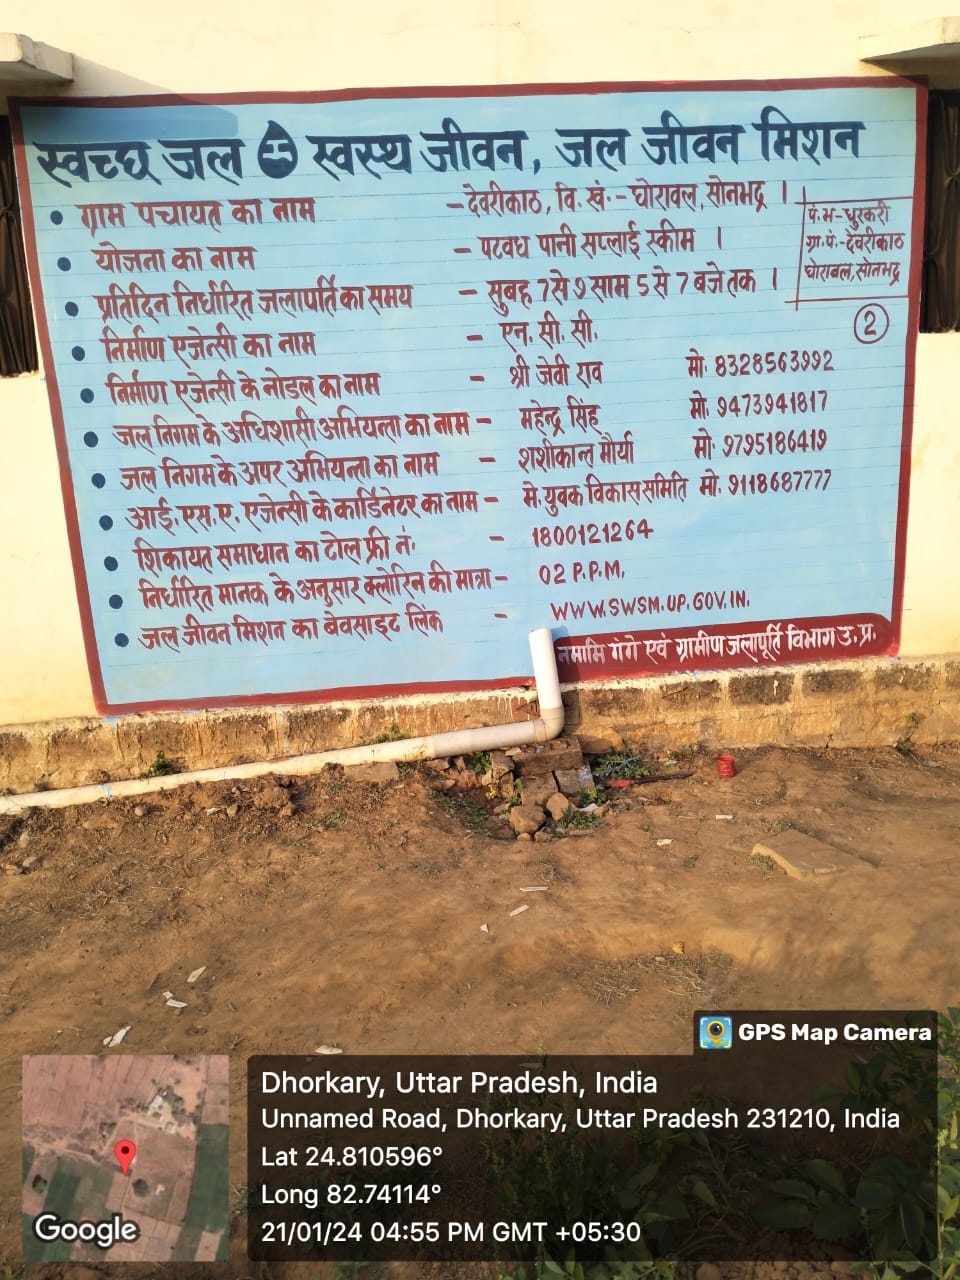 स्वच्छ जल स्वस्थ जीवन, जल जीवन मिशन
• ग्राम पचायत का नाम - देवरीकाठ, वि. खं.- घोरावल, सोनभद्र ।
• योजना का नाम - पटवध पानी सप्लाई स्कीम ।
• प्रतिदिन निर्धारित जलापर्ति का समय - सुबह 7 से 9 साम 5 से 7 बजे तक ।
पं. भ - धुरकरी
ग्रा. पं.- देवरीकाठ
घोरावल, सोनभद्र
2
• निर्माण एजेन्सी का नाम - एन. सी. सी.
• निर्माण एजेन्सी के नोडल का नाम - श्री जेवी राव मो. 8328563992
• जल निगम के अधिशासी अभियन्ता का नाम - महेन्द्र सिंह मो. 9473941817
• जल निगम के अपर अभियन्ता का नाम - शशीकान्त मौर्या मो. 9795186419
• आई. एस. ए. एजेन्सी के कार्डिनेटर का नाम - मे. युवक विकास समिति मो. 9118687777
• शिकायत समाधान का टोल फ्री नं. - 1800121264
• निर्धारित मानक के अनुसार क्लोरिन की मात्रा - 02 P.P.M.
• जल जीवन मिशन का बेवसाइट लिंक - WWW.SWSM.UP.GOV.IN.
नमामि गंगे एवं ग्रामीण जलापूर्ति विभाग उ. प्र.
GPS Map Camera
Dhorkary, Uttar Pradesh, India
Unnamed Road, Dhorkary, Uttar Pradesh 231210, India
Lat 24.810596°
Long 82.74114°
21/01/24 04:55 PM GMT +05:30
Google